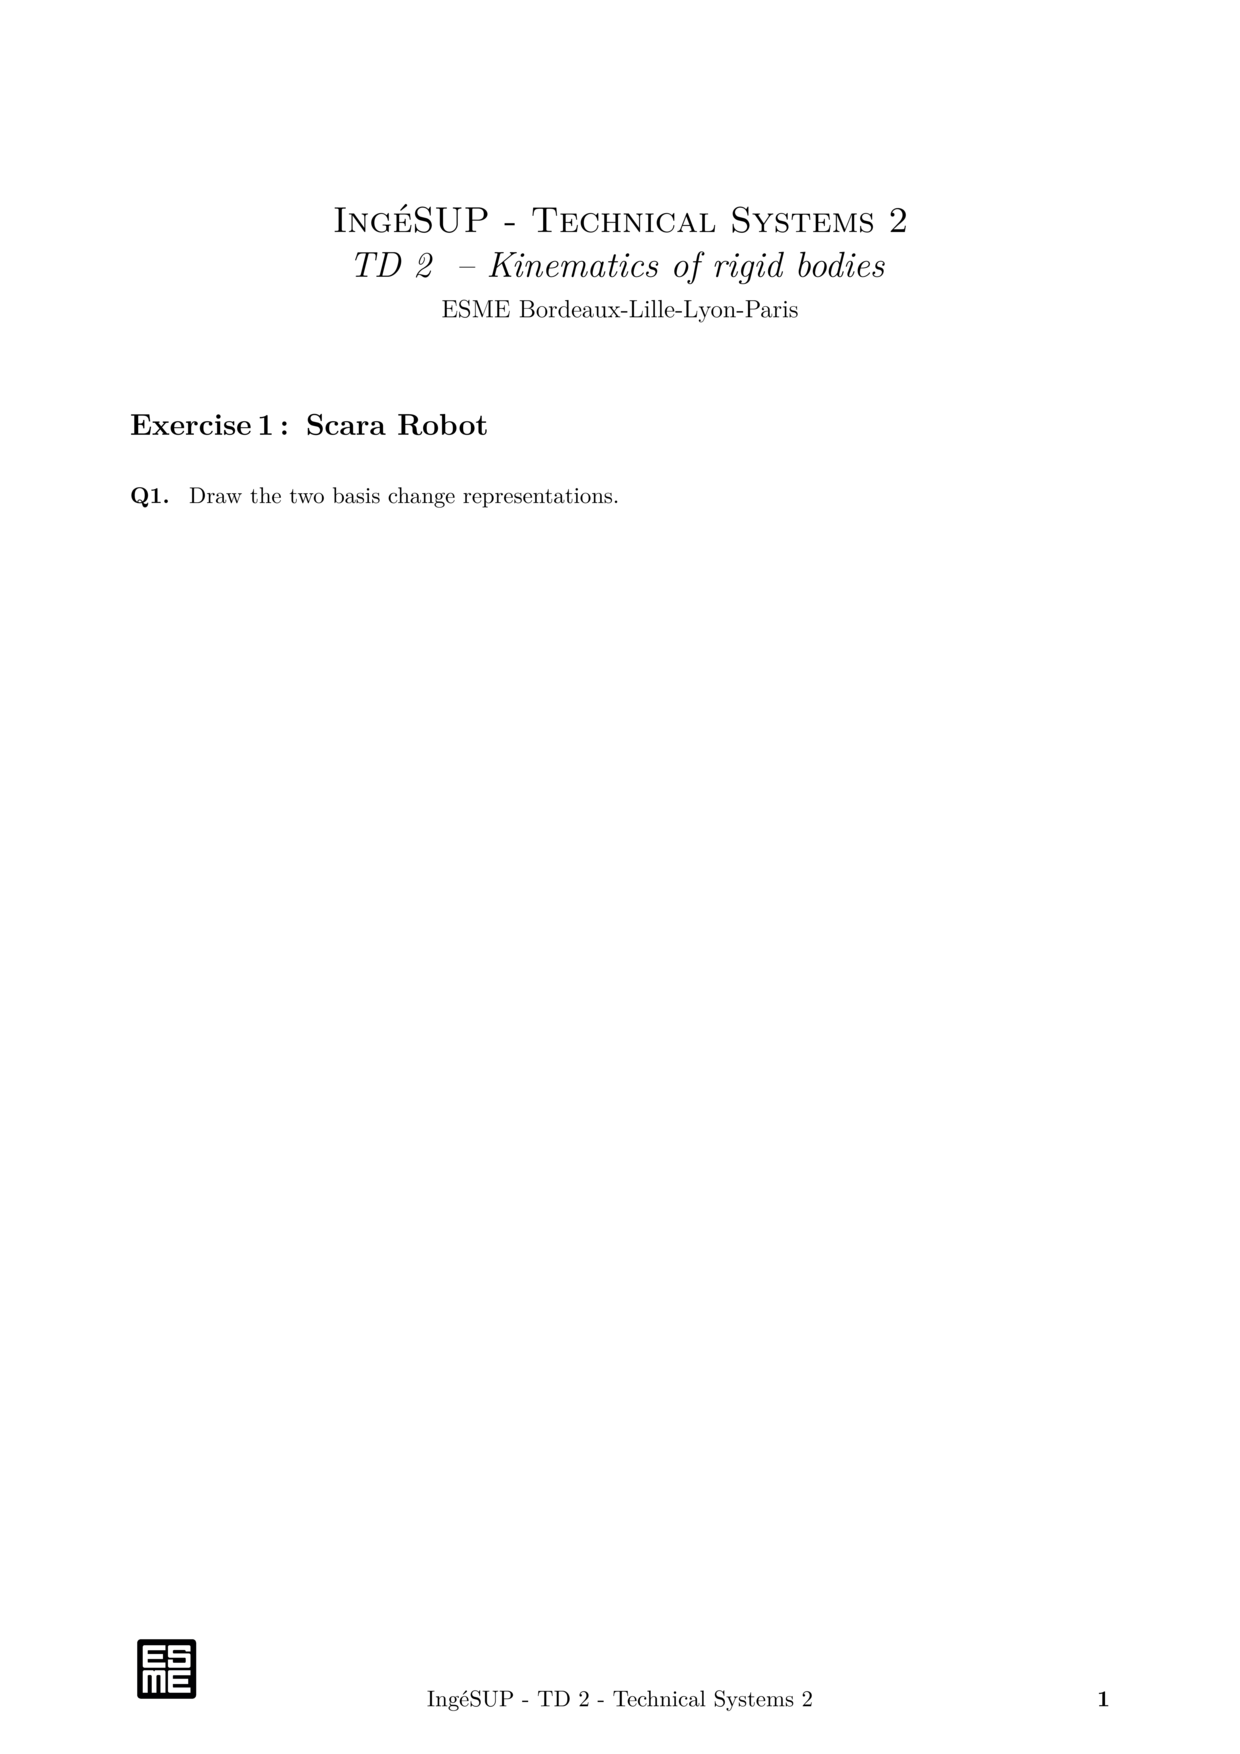 IngéSUP - Technical Systems 2
TD 2 – Kinematics of rigid bodies
ESME Bordeaux-Lille-Lyon-Paris
Exercise 1 : Scara Robot
Q1. Draw the two basis change representations.
ES
ME
IngéSUP - TD 2 - Technical Systems 2 1